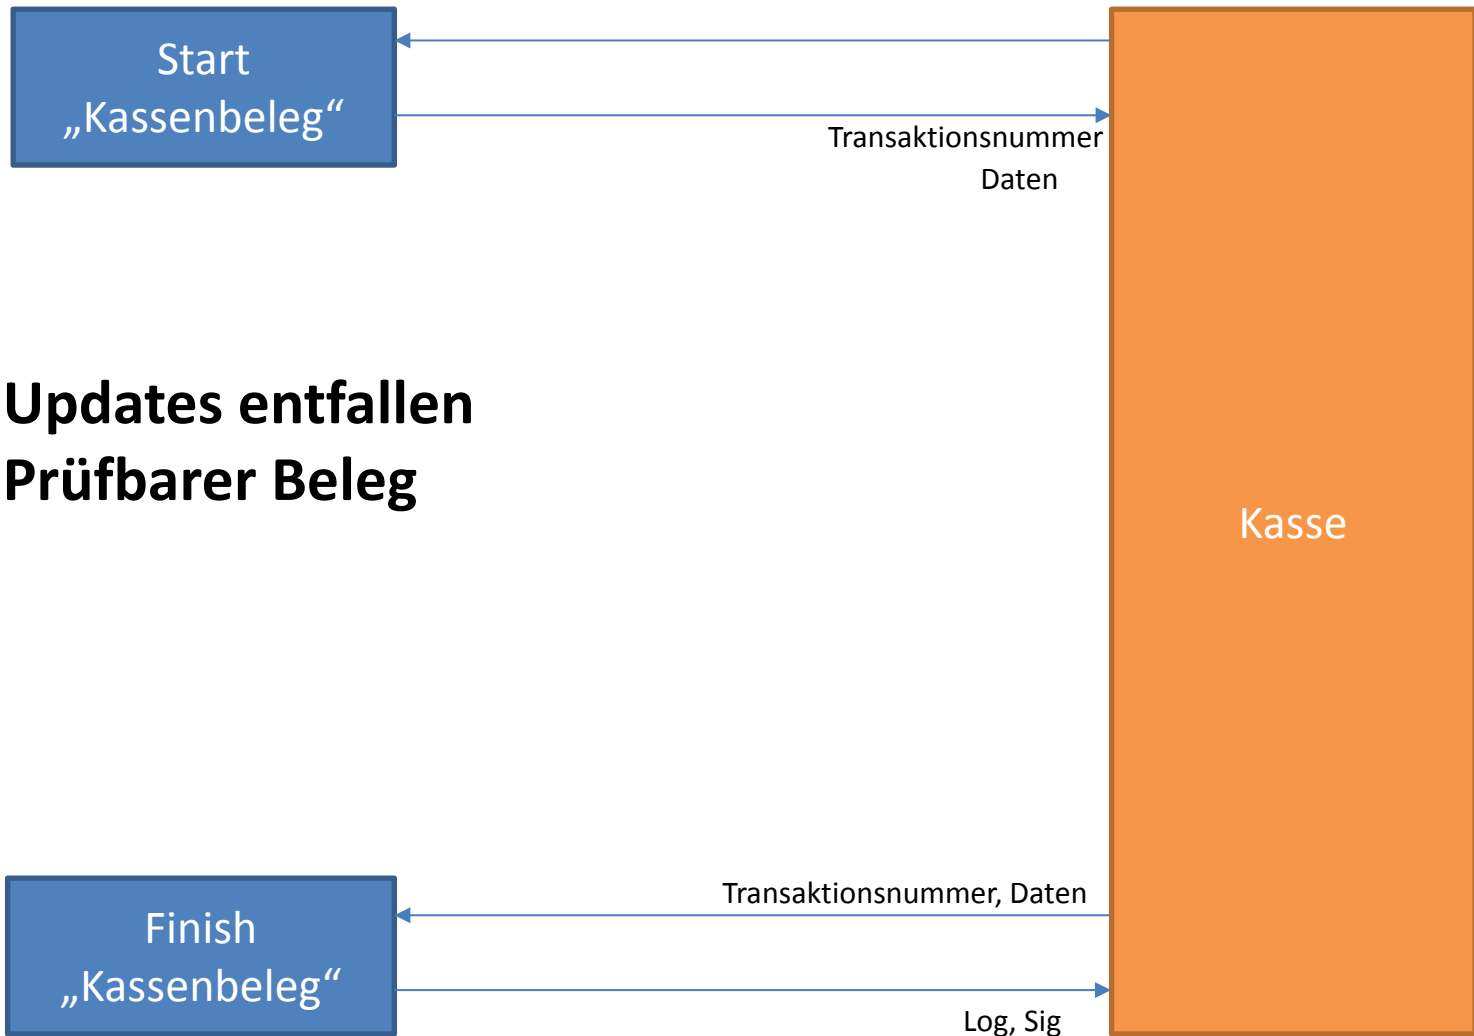 Start
„Kassenbeleg“
Transaktionsnummer
Daten
Updates entfallen
Prüfbarer Beleg
Kasse
Transaktionsnummer, Daten
Finish
„Kassenbeleg“
Log, Sig